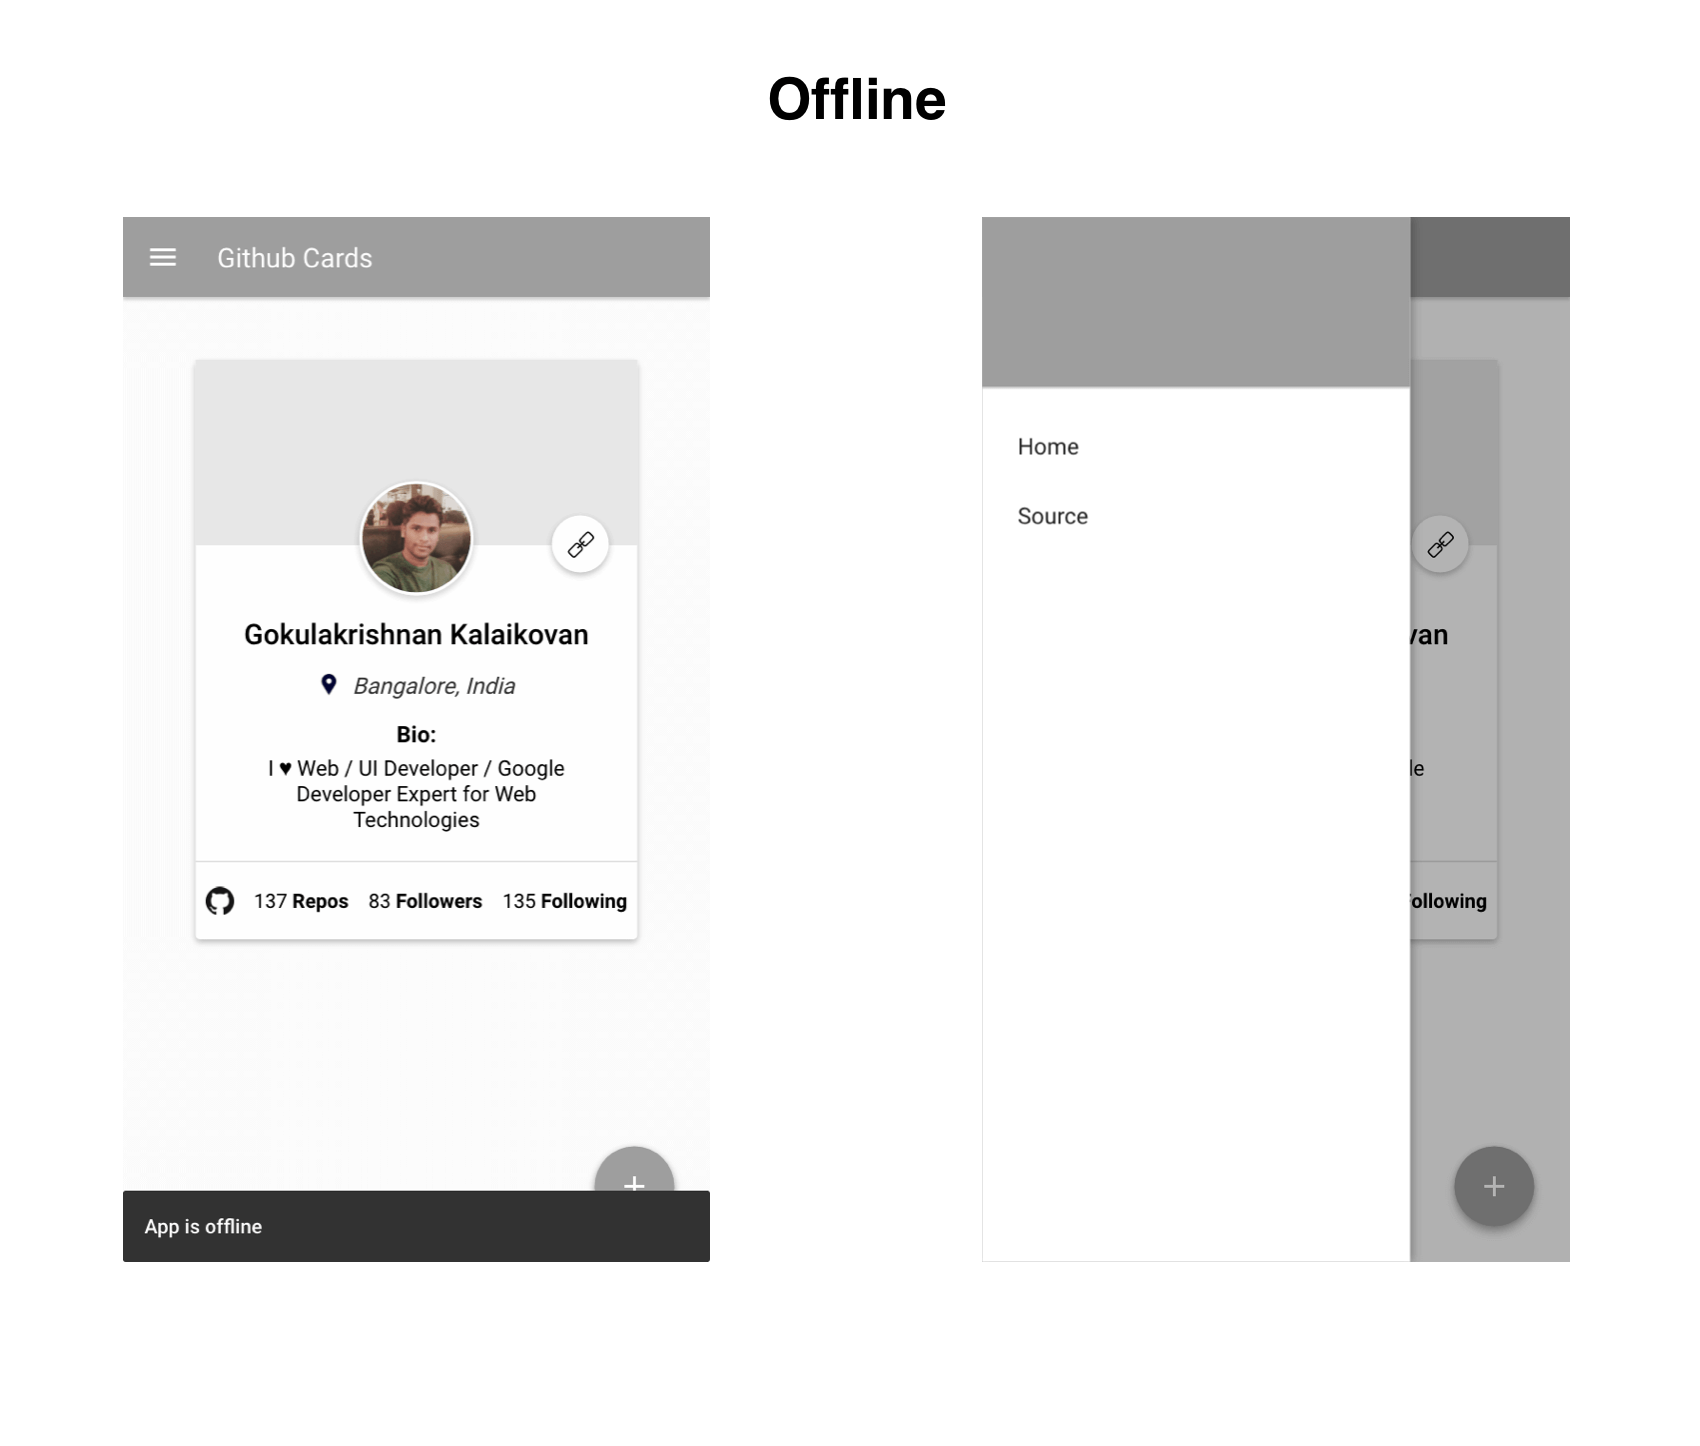 Offline
Github Cards
Gokulakrishnan Kalaikovan
Bangalore, India
Bio:
I ♥ Web / UI Developer / Google
Developer Expert for Web
Technologies
137 Repos 83 Followers 135 Following
+
App is offline
Home
Source
van
le
Following
+